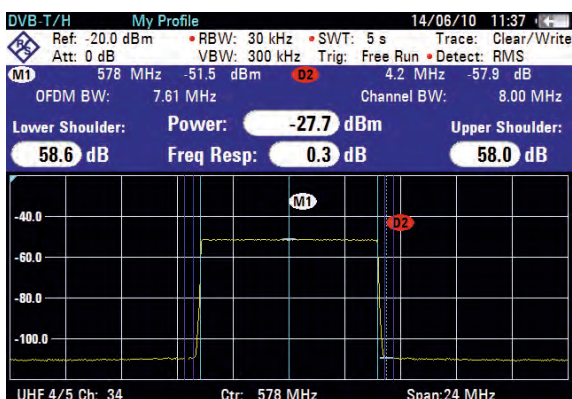 DVB-T/H My Profile 14/06/10 11:37
Ref: -20.0 dBm • RBW: 30 kHz • SWT: 5 s Trace: Clear/Write
Att: 0 dB VBW: 300 kHz Trig: Free Run • Detect: RMS
M1 578 MHz -51.5 dBm D2 4.2 MHz -57.9 dB
OFDM BW: 7.61 MHz Channel BW: 8.00 MHz
Lower Shoulder: Power: -27.7 dBm Upper Shoulder:
58.6 dB Freq Resp: 0.3 dB 58.0 dB
M1
D2
-40.0
-60.0
-80.0
-100.0
UHF 4/5 Ch: 34 Ctr: 578 MHz Span:24 MHz